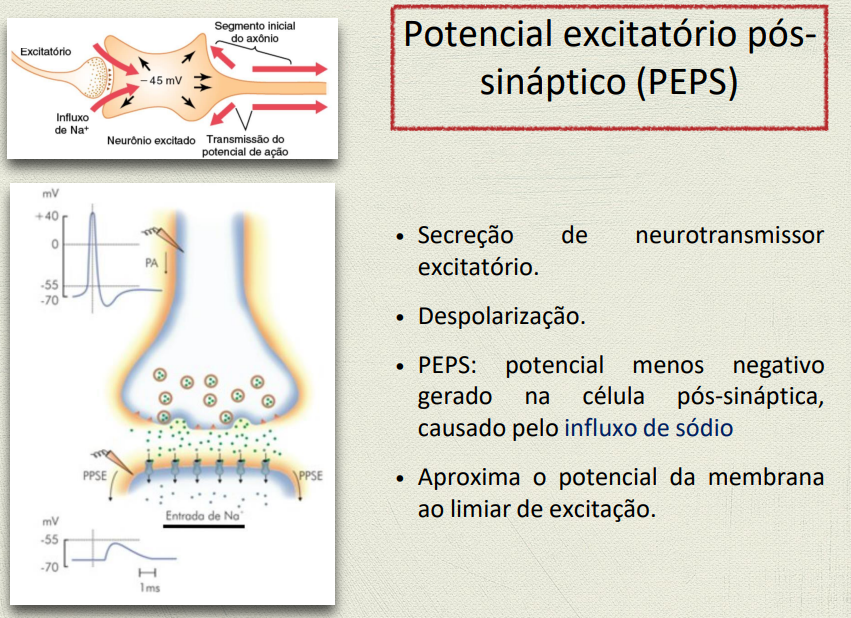 Segmento inicial
do axônio
Excitatório
– 45 mV
Influxo
de Na⁺
Neurônio excitado
Transmissão do
potencial de ação
Potencial excitatório pós-
sináptico (PEPS)
mV
+40
0
-55
-70
PA
PPSE
PPSE
Entrada de Na⁺
mV
-55
-70
1ms
• Secreção de neurotransmissor
excitatório.
• Despolarização.
• PEPS: potencial menos negativo
gerado na célula pós-sináptica,
causado pelo influxo de sódio
• Aproxima o potencial da membrana
ao limiar de excitação.